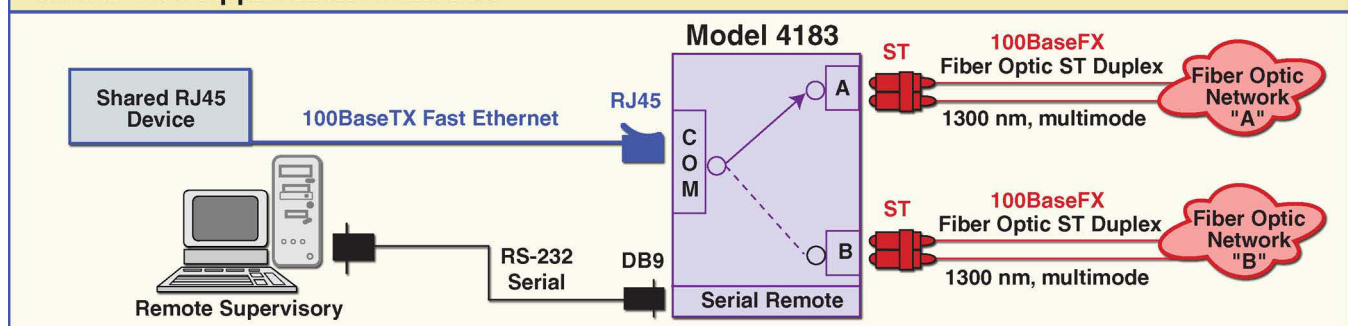 Model 4183
Shared RJ45
Device
100BaseTX Fast Ethernet
RJ45
COM
A
B
ST
100BaseFX
Fiber Optic ST Duplex
1300 nm, multimode
Fiber Optic
Network
"A"
ST
100BaseFX
Fiber Optic ST Duplex
1300 nm, multimode
Fiber Optic
Network
"B"
RS-232
Serial
DB9
Serial Remote
Remote Supervisory